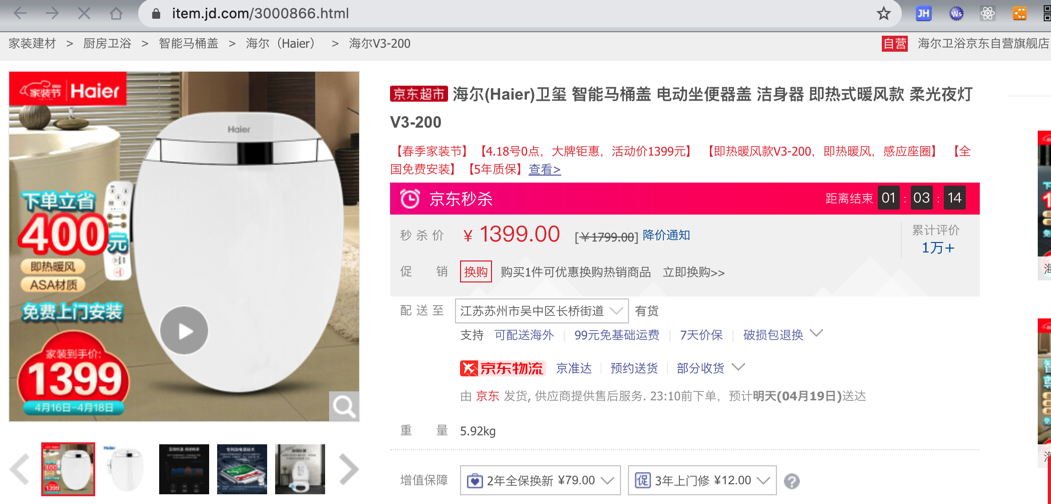 item.jd.com/3000866.html
JH
Ws
家装建材 > 厨房卫浴 > 智能马桶盖 > 海尔（Haier） > 海尔V3-200
自营 海尔卫浴京东自营旗舰店
家装节 Haier
Haier
下单立省
400元
即热暖风
ASA材质
免费上门安装
家装到手价:
1399
4月16日-4月18日
京东超市 海尔(Haier)卫玺 智能马桶盖 电动坐便器盖 洁身器 即热式暖风款 柔光夜灯
V3-200
【春季家装节】【4.18号0点，大牌钜惠，活动价1399元】 【即热暖风款V3-200，即热暖风，感应座圈】 【全
国免费安装】【5年质保】查看>
京东秒杀
距离结束 01 : 03 : 14
秒杀价 ￥ 1399.00 [￥1799.00] 降价通知
累计评价
1万+
促销 换购 购买1件可优惠换购热销商品 立即换购>>
配送至 江苏苏州市吴中区长桥街道 有货
支持 可配送海外 99元免基础运费 7天价保 破损包退换
京东物流 京准达 预约送货 部分收货
由 京东 发货, 供应商提供售后服务. 23:10前下单，预计明天(04月19日)送达
重量 5.92kg
增值保障 2年全保换新 ¥79.00 促 3年上门修 ¥12.00 ?